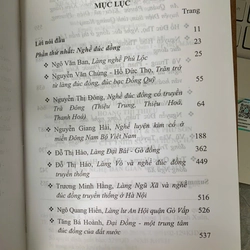 MỤC LỤC
Trang
Lời nói đầu 11
Phần thứ nhất: Nghề đúc đồng 23
Ngô Văn Ban, Làng nghề Phú Lộc 25
Nguyễn Văn Chủng - Hồ Đức Thọ, Trăn trở
từ làng đúc đồng, đúc bạc Đồng Quỹ
55
Nguyễn Thị Đông, Nghề đúc đồng cổ truyền
Trà Đông (Thiệu Trung, Thiệu Hoá,
Thanh Hoá)
Nguyễn Giang Hải, Nghề luyện kim cổ ở
miền Đông Nam Bộ Việt Nam 188
Đỗ Thị Hảo, Làng Đại Bái - Gò đồng 362
Đỗ Thị Hảo, Làng Vó và nghề đúc đồng 449
truyền thống
Trương Minh Hằng, Làng Ngũ Xã và nghề
đúc đồng truyền thống ở Hà Nội 516
Ngô Quang Hiển, Làng lư An Hội quận Gò Vấp 526
Tăng Bá Hoành, Đại Đồng - một trung tâm 537
đúc đồng của đất nước